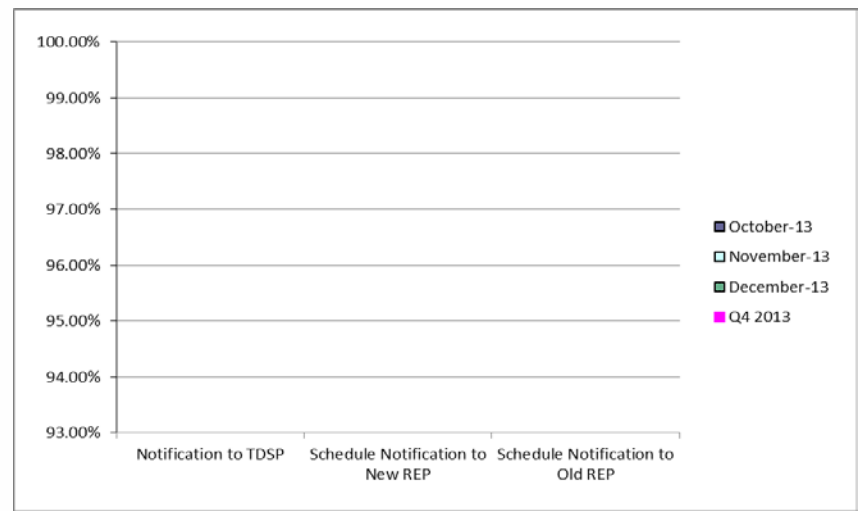 100.00%
99.00%
98.00%
97.00%
96.00%
95.00%
94.00%
93.00%
Notification to TDSP
Schedule Notification to
New REP
Schedule Notification to
Old REP
October-13
November-13
December-13
Q4 2013